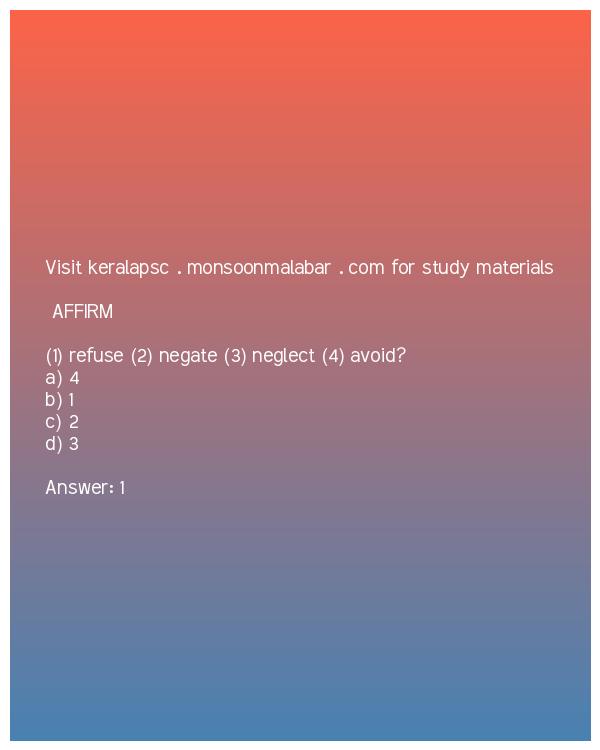 Visit keralapsc . monsoonmalabar . com for study materials
AFFIRM
(1) refuse (2) negate (3) neglect (4) avoid?
a) 4
b) 1
c) 2
d) 3
Answer: 1